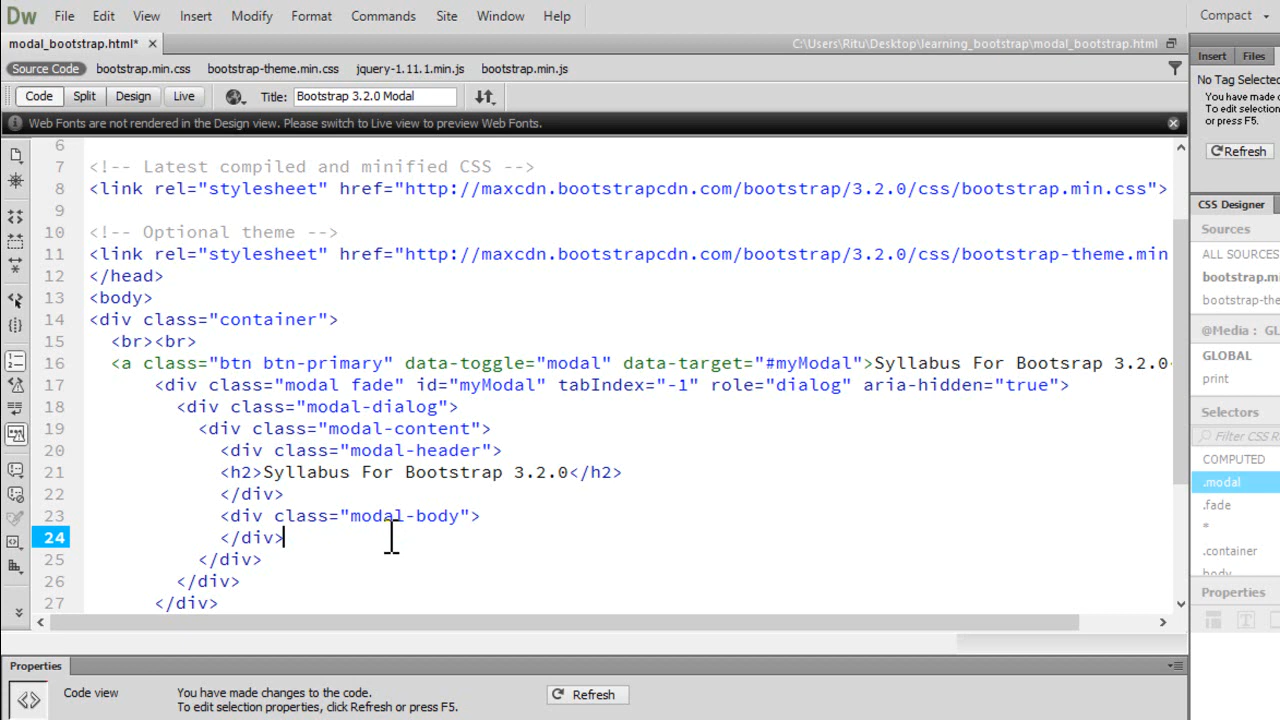 Dw File Edit View Insert Modify Format Commands Site Window Help Compact
modal_bootstrap.html* × C:\Users\Ritu\Desktop\learning_bootstrap\modal_bootstrap.html
Source Code bootstrap.min.css bootstrap-theme.min.css jquery-1.11.1.min.js bootstrap.min.js
Code Split Design Live Title: Bootstrap 3.2.0 Modal
Web Fonts are not rendered in the Design view. Please switch to Live view to preview Web Fonts.
6
7 <!-- Latest compiled and minified CSS -->
8 <link rel="stylesheet" href="http://maxcdn.bootstrapcdn.com/bootstrap/3.2.0/css/bootstrap.min.css">
9
10 <!-- Optional theme -->
11 <link rel="stylesheet" href="http://maxcdn.bootstrapcdn.com/bootstrap/3.2.0/css/bootstrap-theme.min
12 </head>
13 <body>
14 <div class="container">
15 <br><br>
16 <a class="btn btn-primary" data-toggle="modal" data-target="#myModal">Syllabus For Bootsrap 3.2.0
17 <div class="modal fade" id="myModal" tabIndex="-1" role="dialog" aria-hidden="true">
18 <div class="modal-dialog">
19 <div class="modal-content">
20 <div class="modal-header">
21 <h2>Syllabus For Bootstrap 3.2.0</h2>
22 </div>
23 <div class="modal-body">
24 </div>
25 </div>
26 </div>
27 </div>
Insert Files
No Tag Selected
You have made c
To edit selection
or press F5.
Refresh
CSS Designer
Sources
ALL SOURCES
bootstrap.mi
bootstrap-the
@Media : GL
GLOBAL
print
Selectors
Filter CSS R
COMPUTED
.modal
.fade
*
.container
body
Properties
Properties
Code view You have made changes to the code.
To edit selection properties, click Refresh or press F5.
Refresh